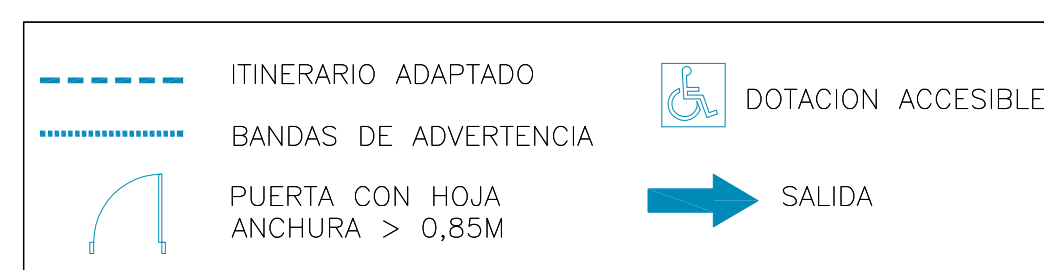 ITINERARIO ADAPTADO
BANDAS DE ADVERTENCIA
PUERTA CON HOJA
ANCHURA > 0,85M
DOTACION ACCESIBLE
SALIDA